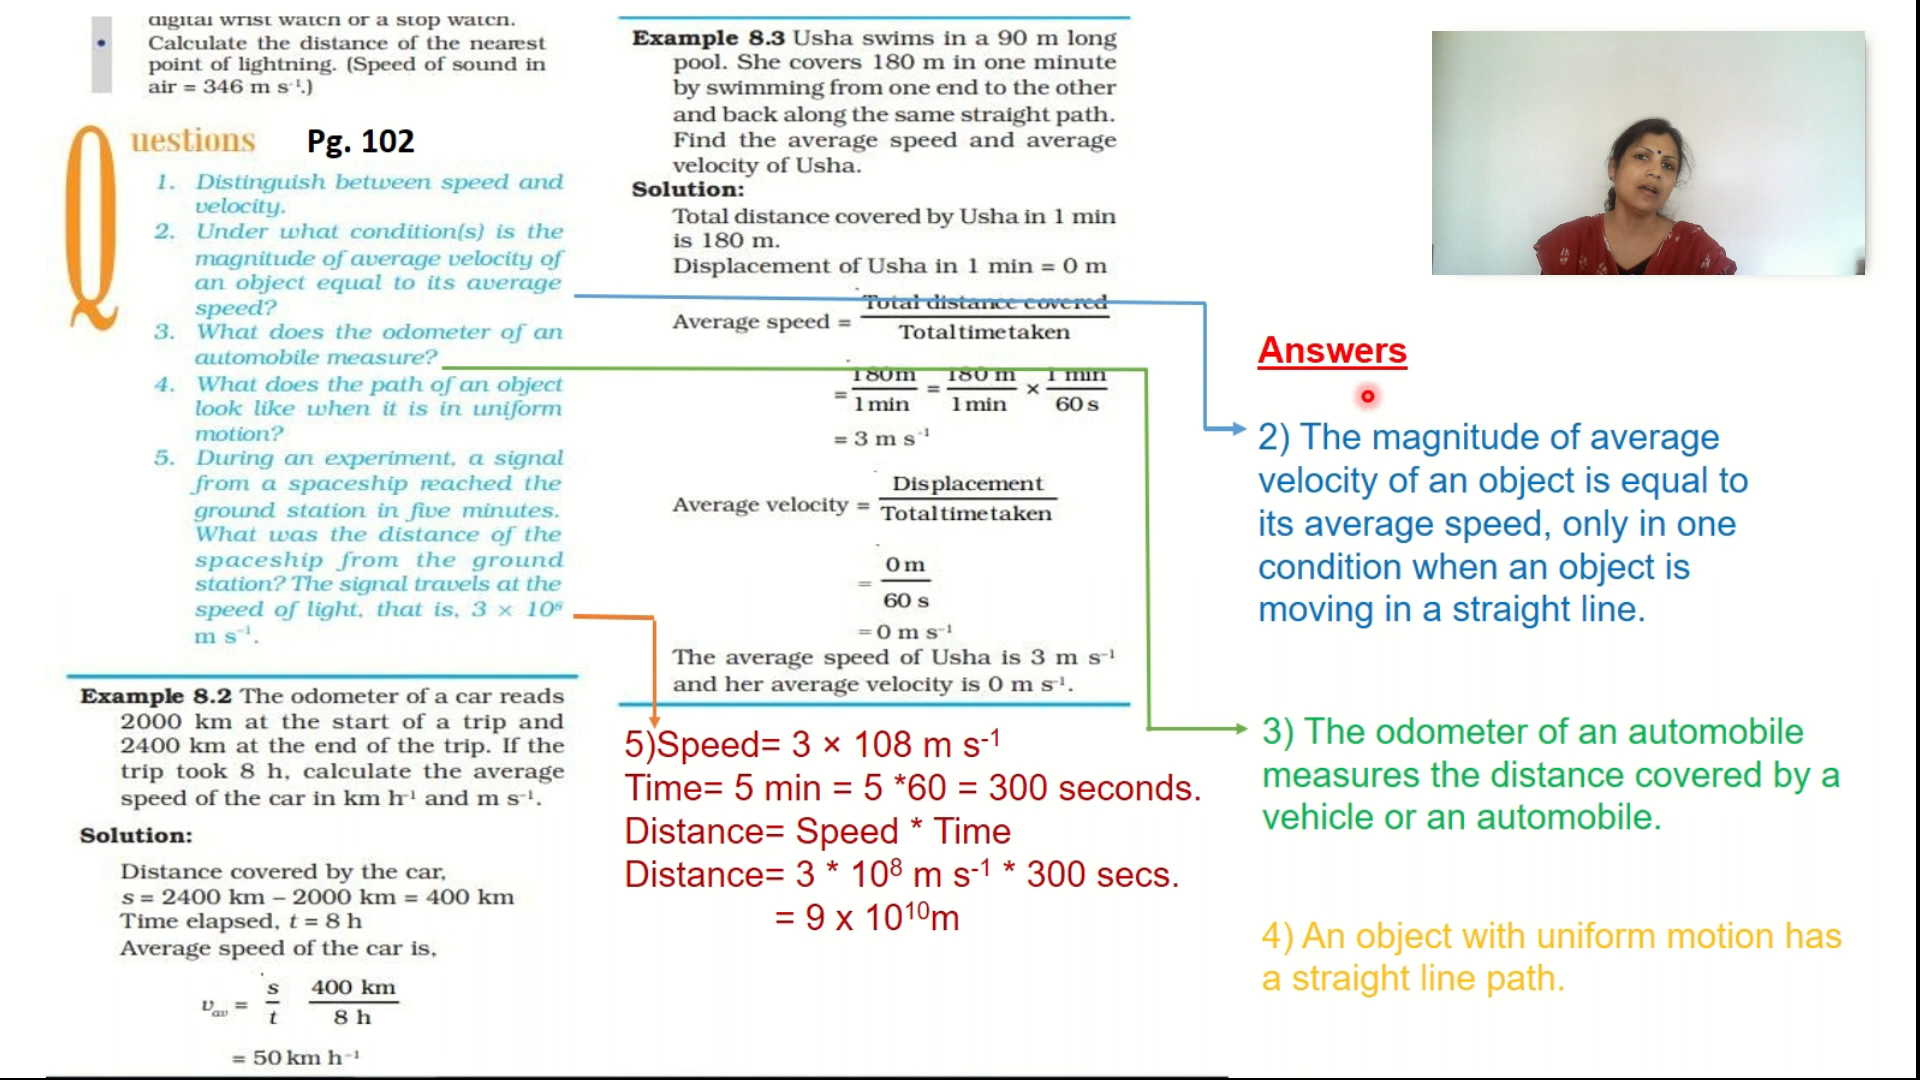 digital wrist watch or a stop watch.
• Calculate the distance of the nearest
point of lightning. (Speed of sound in
air = 346 m s⁻¹.)
Questions Pg. 102
1. Distinguish between speed and
velocity.
2. Under what condition(s) is the
magnitude of average velocity of
an object equal to its average
speed?
3. What does the odometer of an
automobile measure?
4. What does the path of an object
look like when it is in uniform
motion?
5. During an experiment, a signal
from a spaceship reached the
ground station in five minutes.
What was the distance of the
spaceship from the ground
station? The signal travels at the
speed of light, that is, 3 × 10⁸
m s⁻¹.
Example 8.2 The odometer of a car reads
2000 km at the start of a trip and
2400 km at the end of the trip. If the
trip took 8 h, calculate the average
speed of the car in km h⁻¹ and m s⁻¹.
Solution:
Distance covered by the car,
s = 2400 km – 2000 km = 400 km
Time elapsed, t = 8 h
Average speed of the car is,
s 400 km
v_av =
t 8 h
= 50 km h⁻¹
Example 8.3 Usha swims in a 90 m long
pool. She covers 180 m in one minute
by swimming from one end to the other
and back along the same straight path.
Find the average speed and average
velocity of Usha.
Solution:
Total distance covered by Usha in 1 min
is 180 m.
Displacement of Usha in 1 min = 0 m
Total distance covered
Average speed =
Total time taken
180 m 180 m 1 min
= = ×
1 min 1 min 60 s
= 3 m s⁻¹
Displacement
Average velocity =
Total time taken
0 m
=
60 s
= 0 m s⁻¹
The average speed of Usha is 3 m s⁻¹
and her average velocity is 0 m s⁻¹.
5)Speed= 3 × 108 m s⁻¹
Time= 5 min = 5 *60 = 300 seconds.
Distance= Speed * Time
Distance= 3 * 10⁸ m s⁻¹ * 300 secs.
= 9 x 10¹⁰m
Answers
2) The magnitude of average
velocity of an object is equal to
its average speed, only in one
condition when an object is
moving in a straight line.
3) The odometer of an automobile
measures the distance covered by a
vehicle or an automobile.
4) An object with uniform motion has
a straight line path.